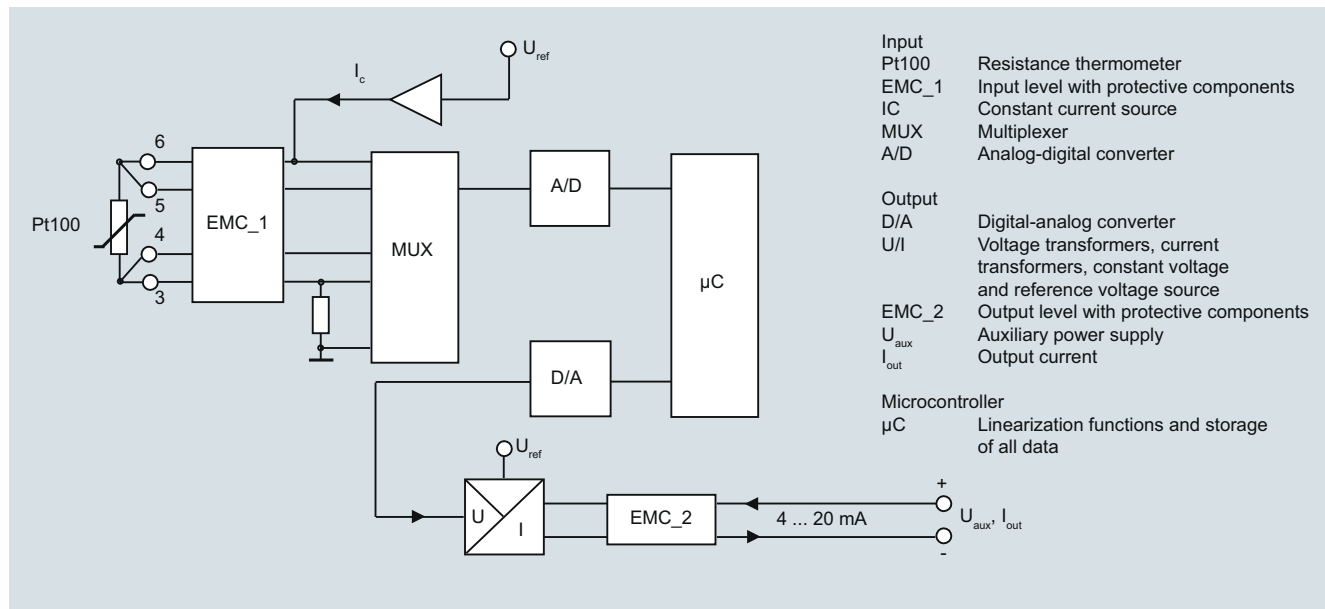 U_ref
I_c
6
5
Pt100
4
3
EMC_1
MUX
A/D
µC
D/A
U_ref
U
I
EMC_2
4 ... 20 mA
+
U_aux, I_out
-
Input
Pt100 Resistance thermometer
EMC_1 Input level with protective components
IC Constant current source
MUX Multiplexer
A/D Analog-digital converter
Output
D/A Digital-analog converter
U/I Voltage transformers, current
transformers, constant voltage
and reference voltage source
EMC_2 Output level with protective components
U_aux Auxiliary power supply
I_out Output current
Microcontroller
µC Linearization functions and storage
of all data